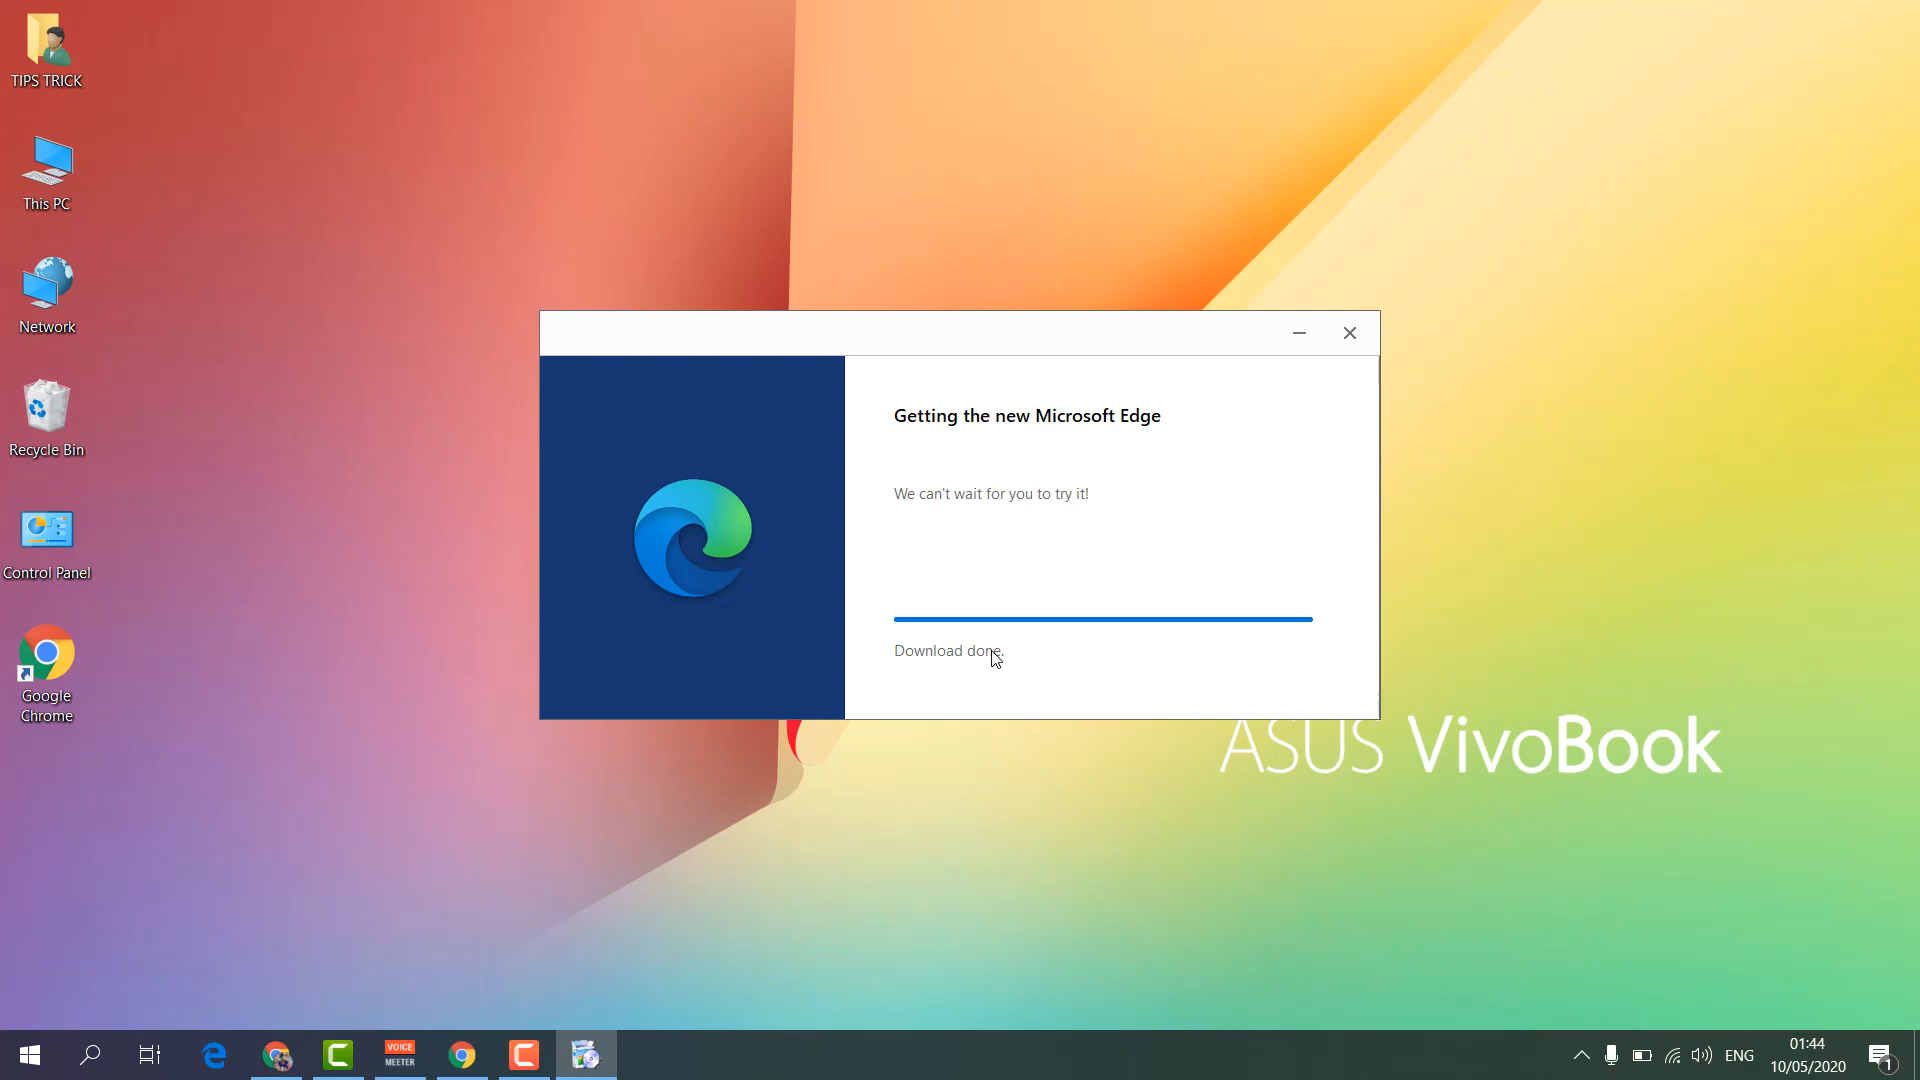 TIPS TRICK
This PC
Network
Recycle Bin
Control Panel
Google
Chrome
Getting the new Microsoft Edge
We can't wait for you to try it!
Download done.
ASUS VivoBook
VOICE
MEETER
ENG
01:44
10/05/2020
1